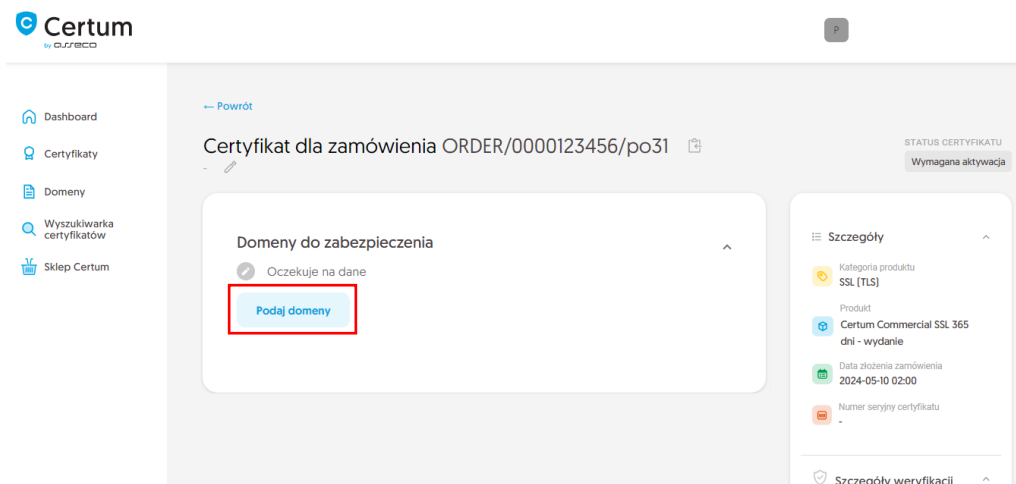 Certum
by asseco
P
Dashboard
Certyfikaty
Domeny
Wyszukiwarka
certyfikatów
Sklep Certum
← Powrót
Certyfikat dla zamówienia ORDER/0000123456/po31
-
STATUS CERTYFIKATU
Wymagana aktywacja
Domeny do zabezpieczenia
Oczekuje na dane
Podaj domeny
Szczegóły
Kategoria produktu
SSL (TLS)
Produkt
Certum Commercial SSL 365
dni - wydanie
Data złożenia zamówienia
2024-05-10 02:00
Numer seryjny certyfikatu
-
Szczegóły weryfikacji